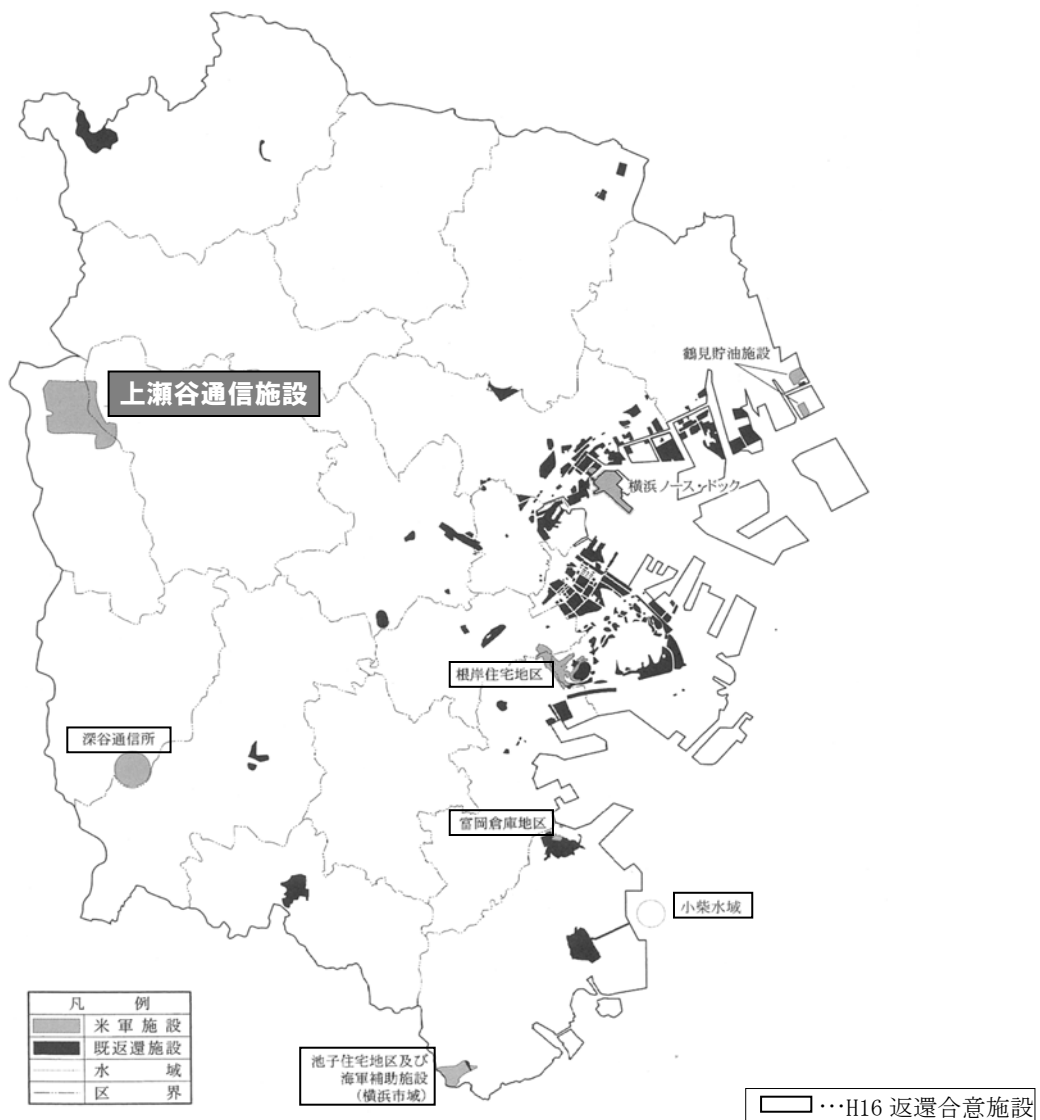 鶴見貯油施設
上瀬谷通信施設
横浜ノース・ドック
根岸住宅地区
深谷通信所
富岡倉庫地区
小柴水域
池子住宅地区及び
海軍補助施設
(横浜市域)
凡 例
米軍施設
既返還施設
水 域
区 界
…H16 返還合意施設